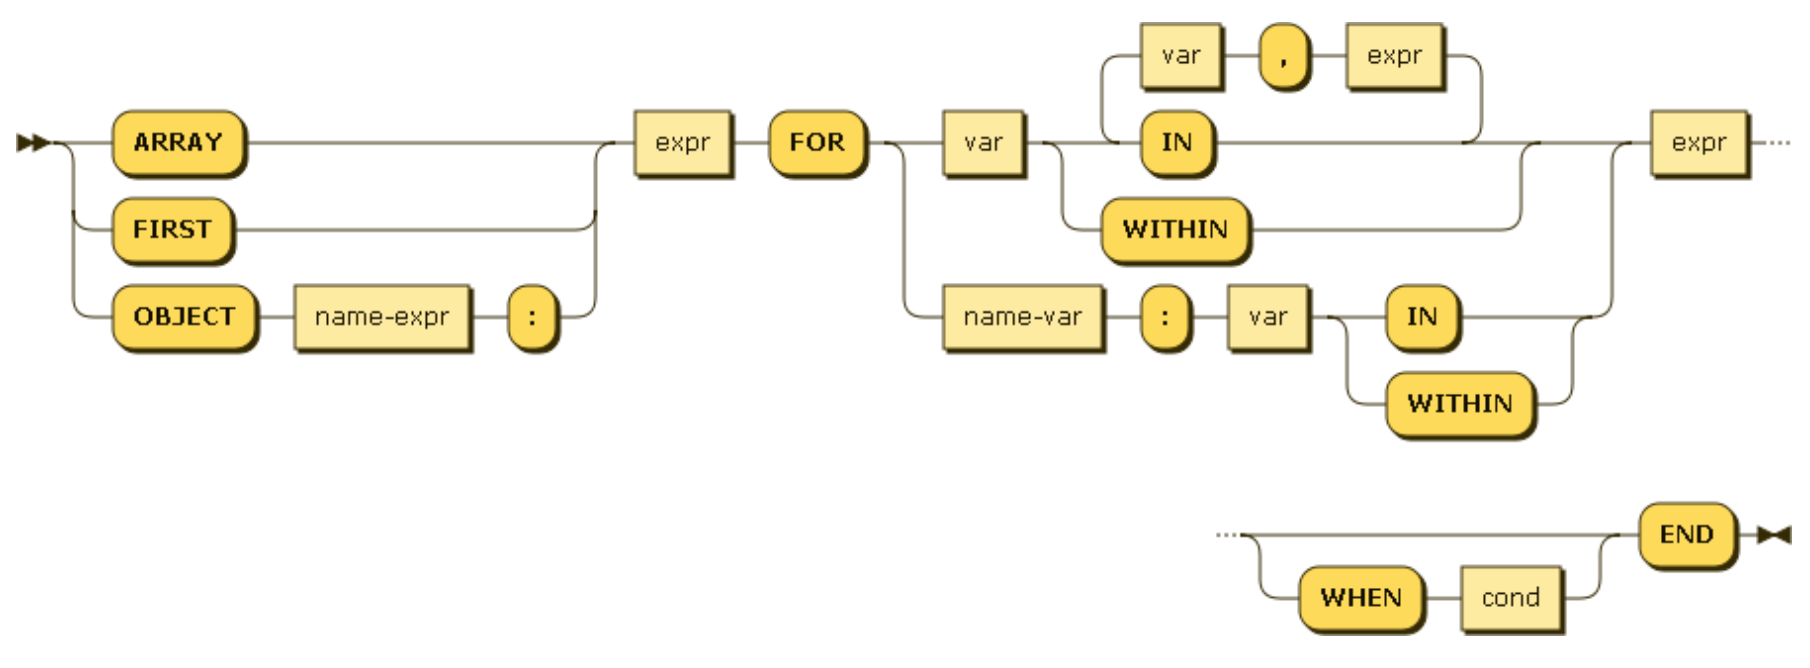 var , expr
ARRAY expr FOR var IN expr
FIRST WITHIN
OBJECT name-expr : name-var : var IN
WITHIN
END
WHEN cond